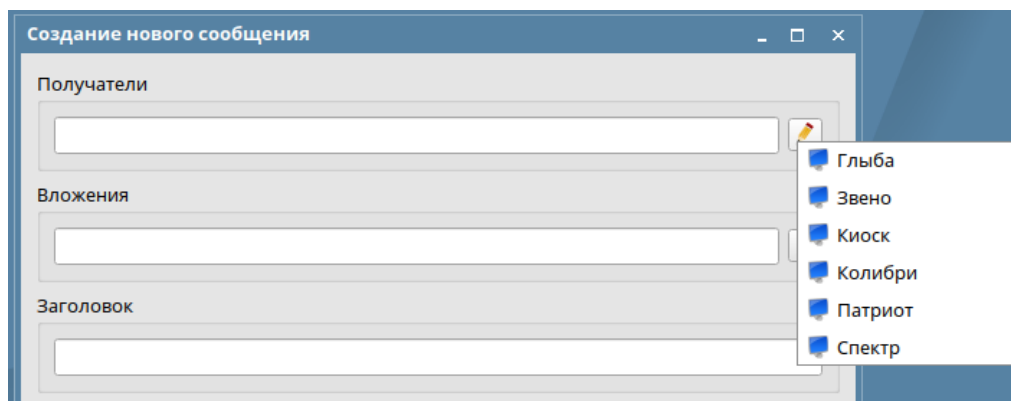 Создание нового сообщения
Получатели
Глыба
Вложения
Звено
Киоск
Колибри
Заголовок
Патриот
Спектр